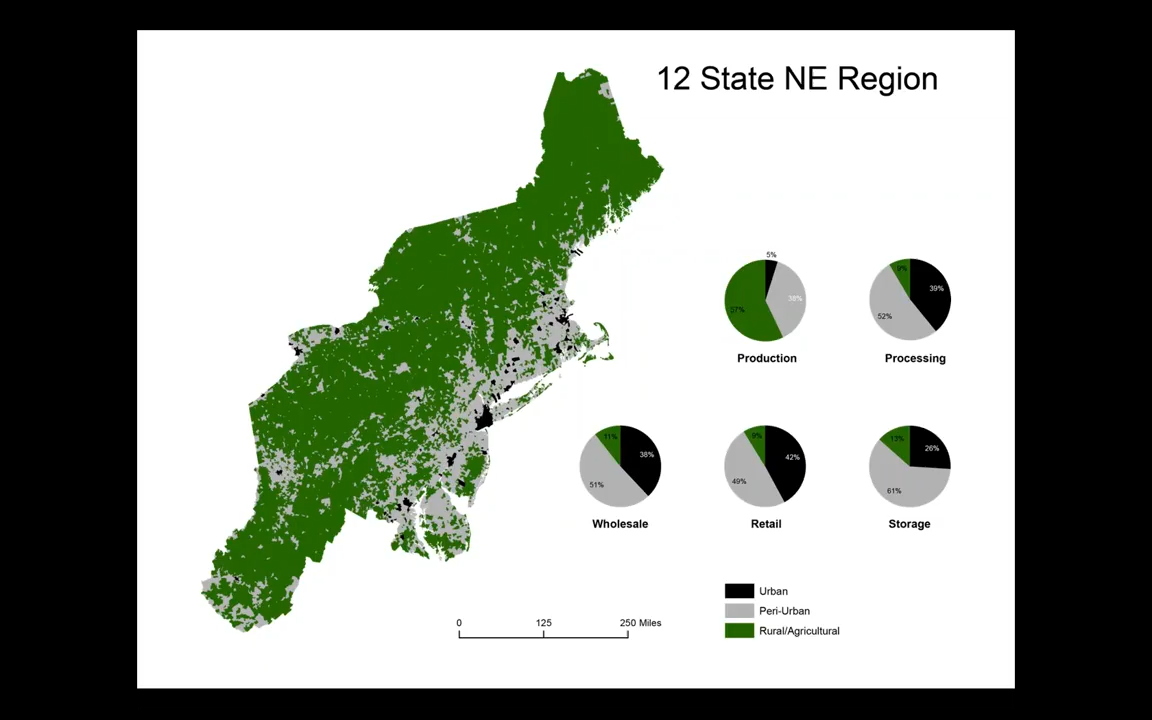 12 State NE Region
5%
38%
57%
Production
9%
39%
52%
Processing
11%
38%
51%
Wholesale
9%
42%
49%
Retail
13%
26%
61%
Storage
Urban
Peri-Urban
Rural/Agricultural
0 125 250 Miles